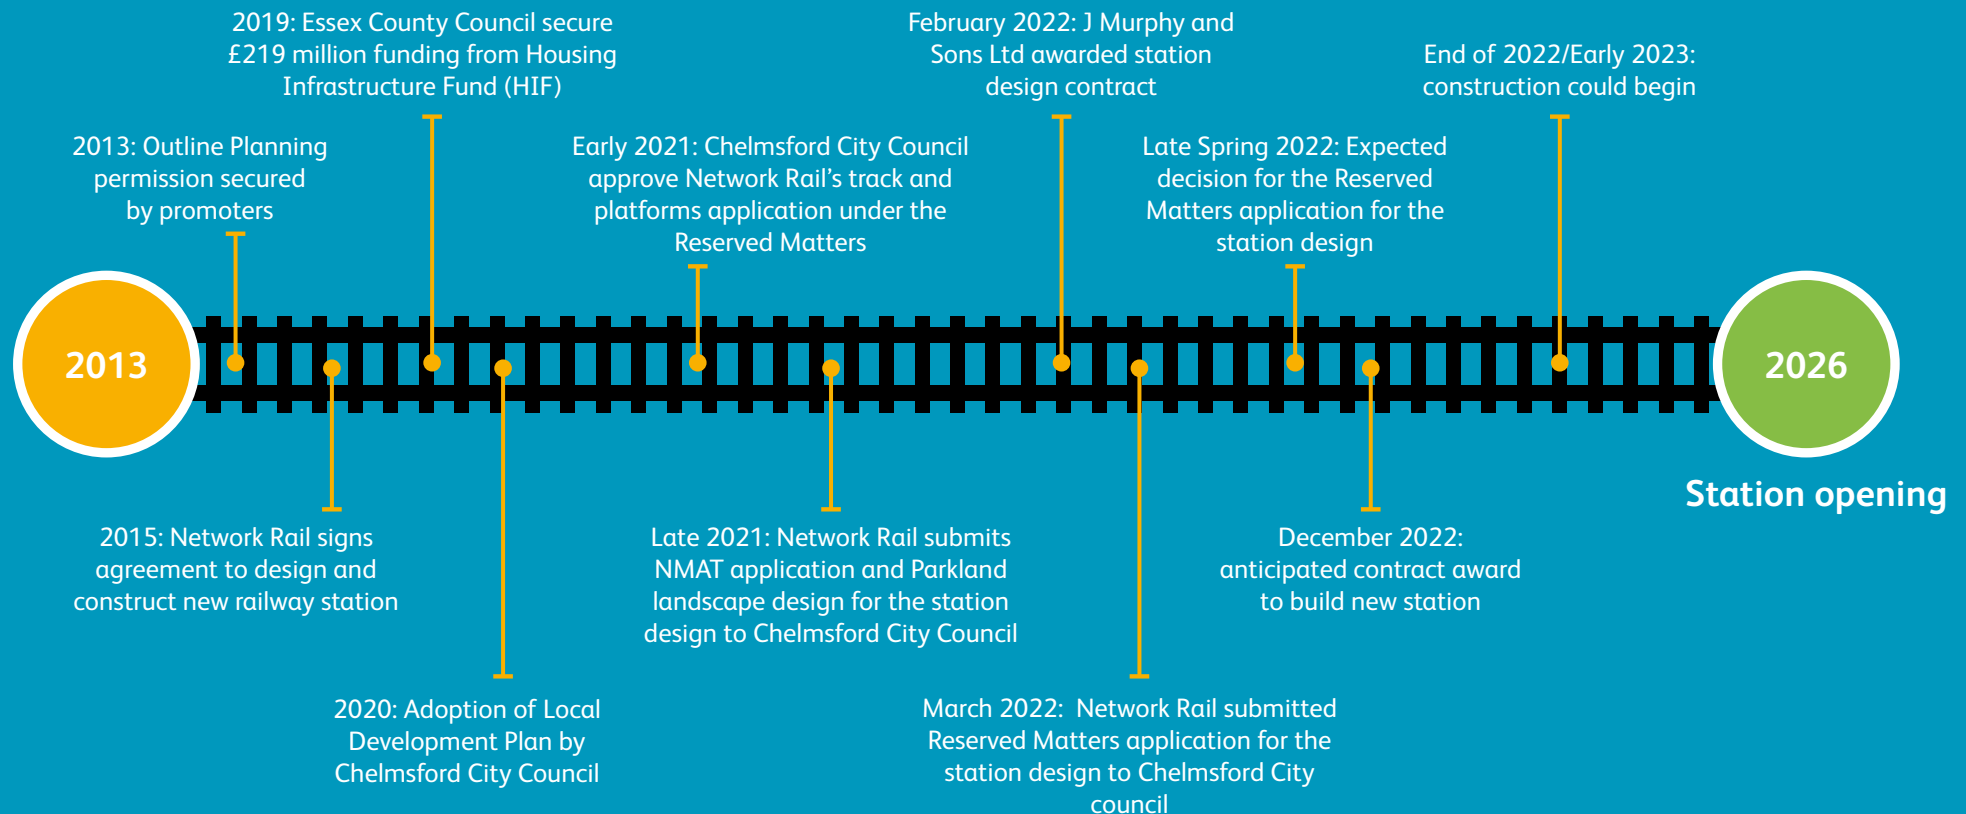 2019: Essex County Council secure
£219 million funding from Housing
Infrastructure Fund (HIF)
February 2022: J Murphy and
Sons Ltd awarded station
design contract
End of 2022/Early 2023:
construction could begin
2013: Outline Planning
permission secured
by promoters
Early 2021: Chelmsford City Council
approve Network Rail’s track and
platforms application under the
Reserved Matters
Late Spring 2022: Expected
decision for the Reserved
Matters application for the
station design
2013
2026
Station opening
2015: Network Rail signs
agreement to design and
construct new railway station
Late 2021: Network Rail submits
NMAT application and Parkland
landscape design for the station
design to Chelmsford City Council
December 2022:
anticipated contract award
to build new station
2020: Adoption of Local
Development Plan by
Chelmsford City Council
March 2022:  Network Rail submitted
Reserved Matters application for the
station design to Chelmsford City
council